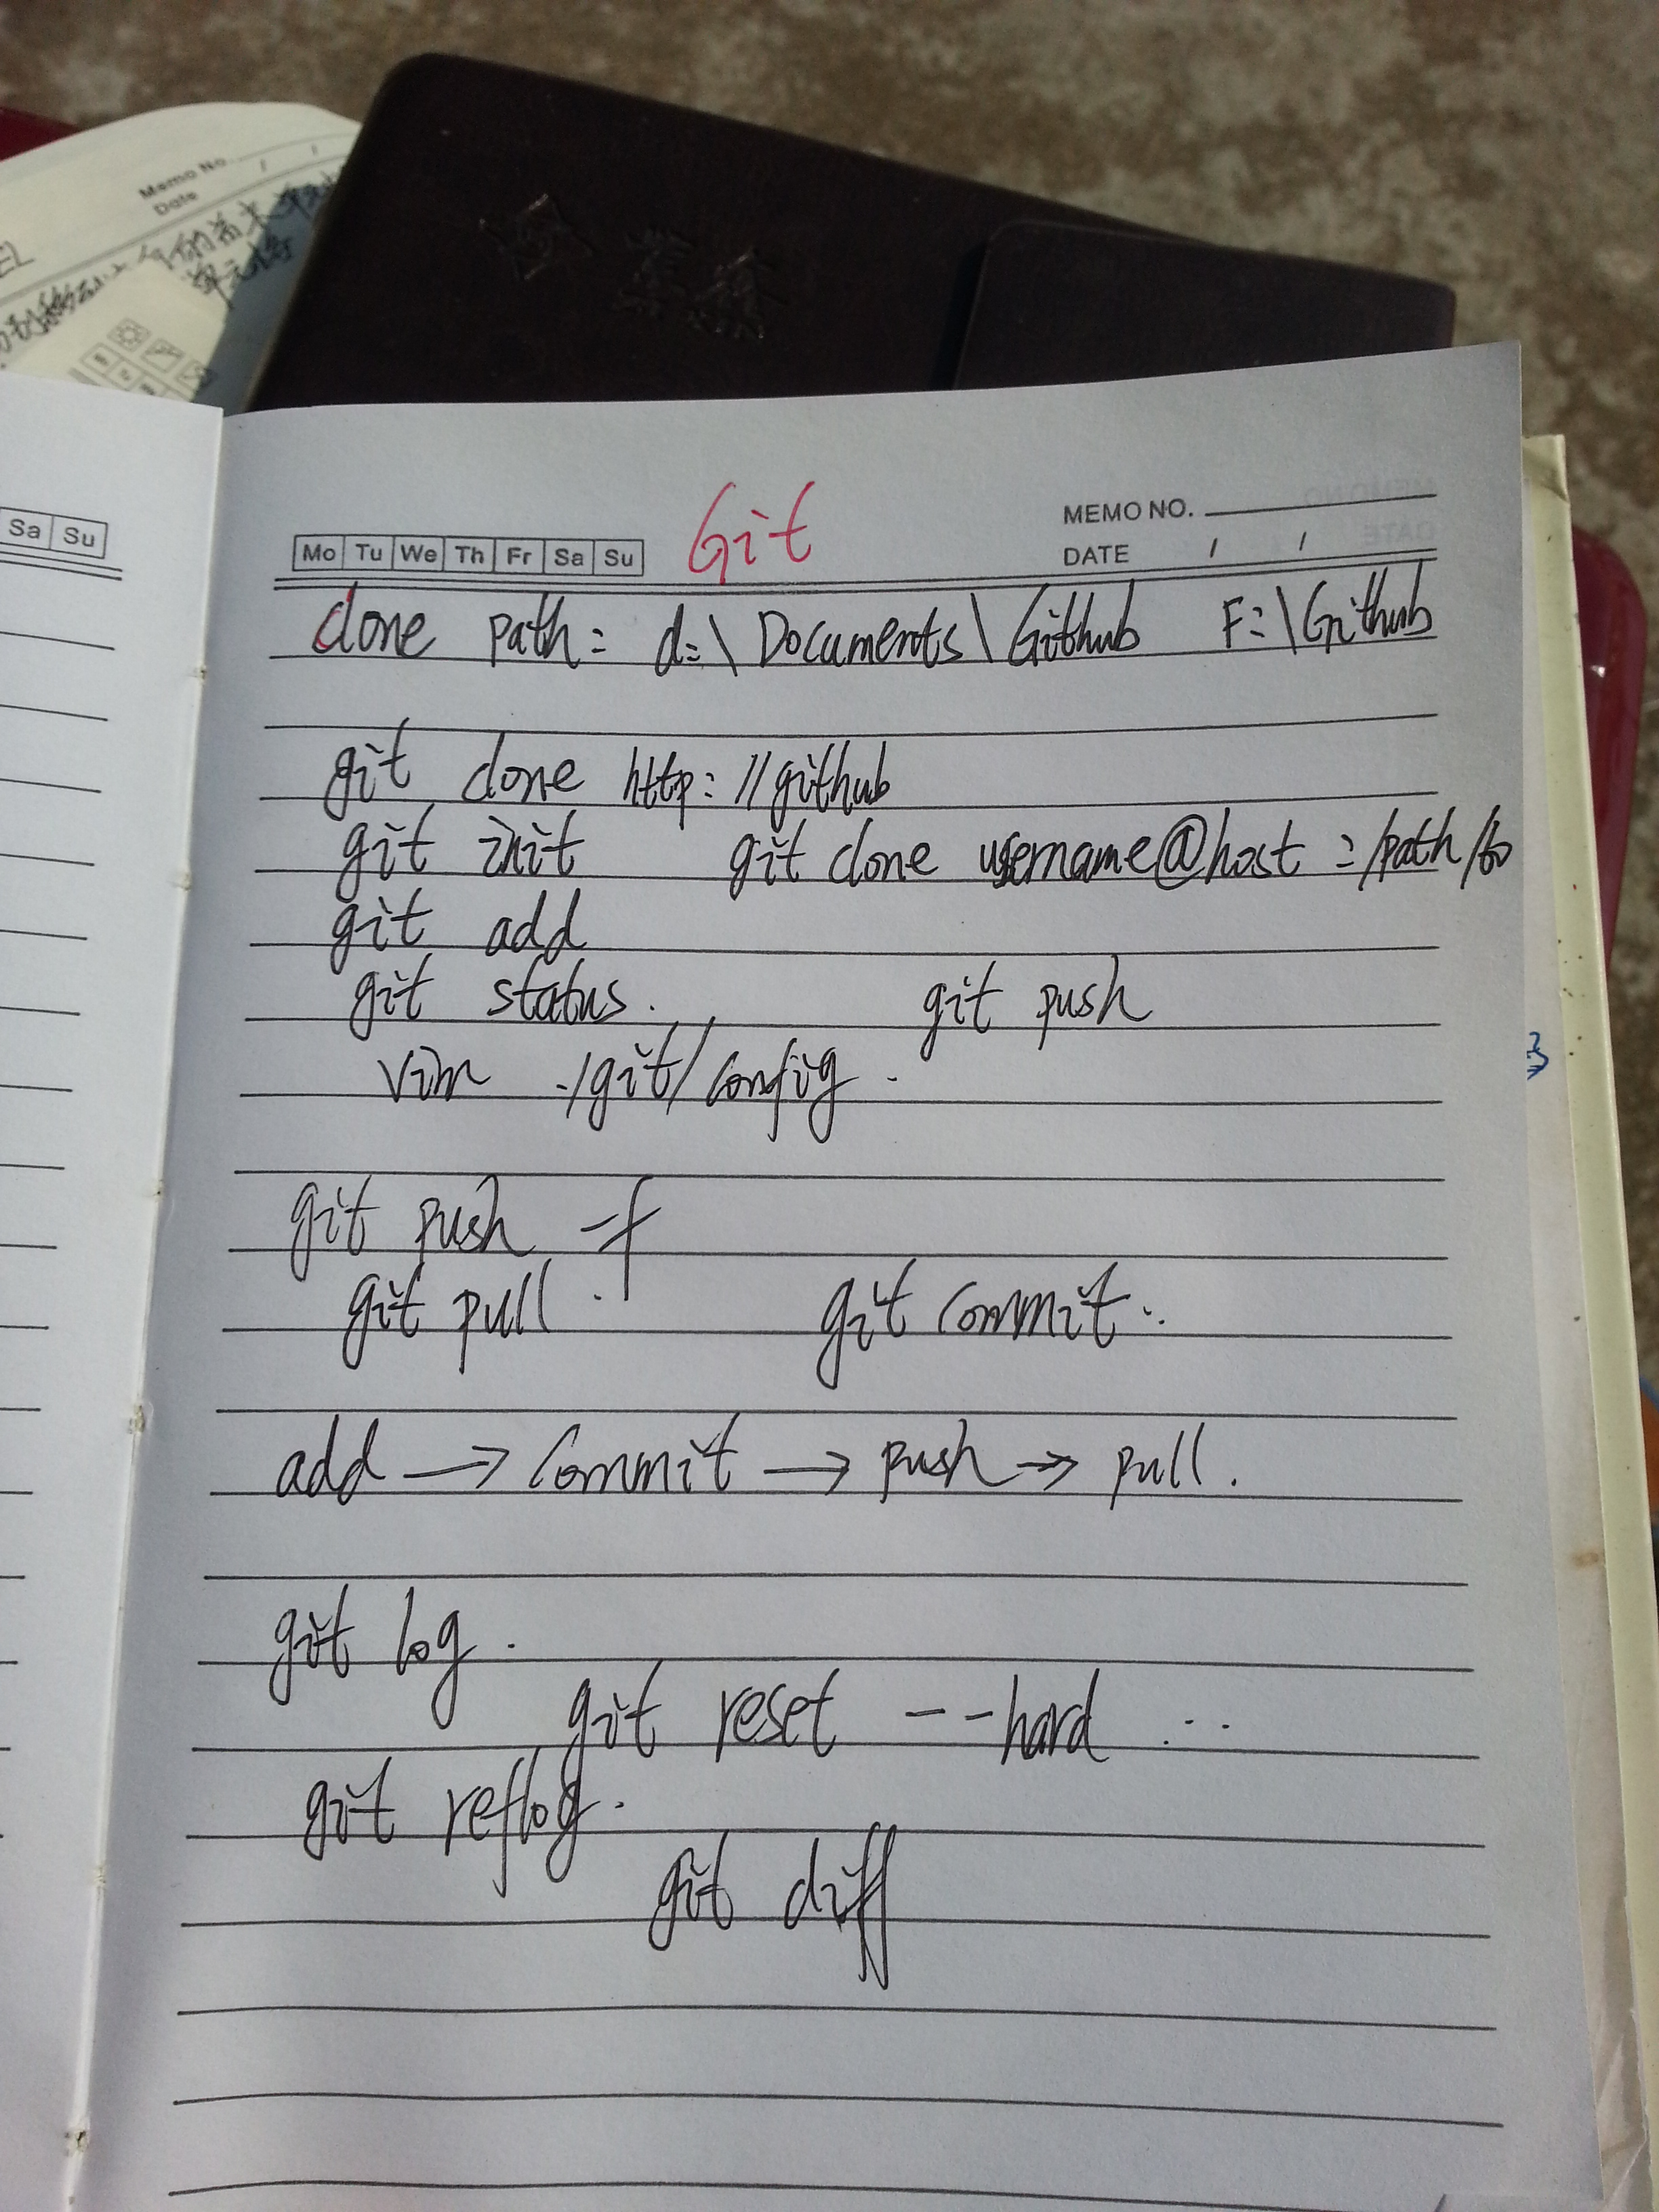 Memo No.
Date
Sa Su
Git
MEMO NO.
Mo Tu We Th Fr Sa Su
DATE / /
clone path: d:\Documents\Github F:\Github
git clone http://github
git init git clone username@host:/path/to
git add
git status.
git push
vim ./git/config.
git push -f
git pull. git commit..
add → commit → push → pull.
git log.
git reset --hard ..
git reflog.
git diff